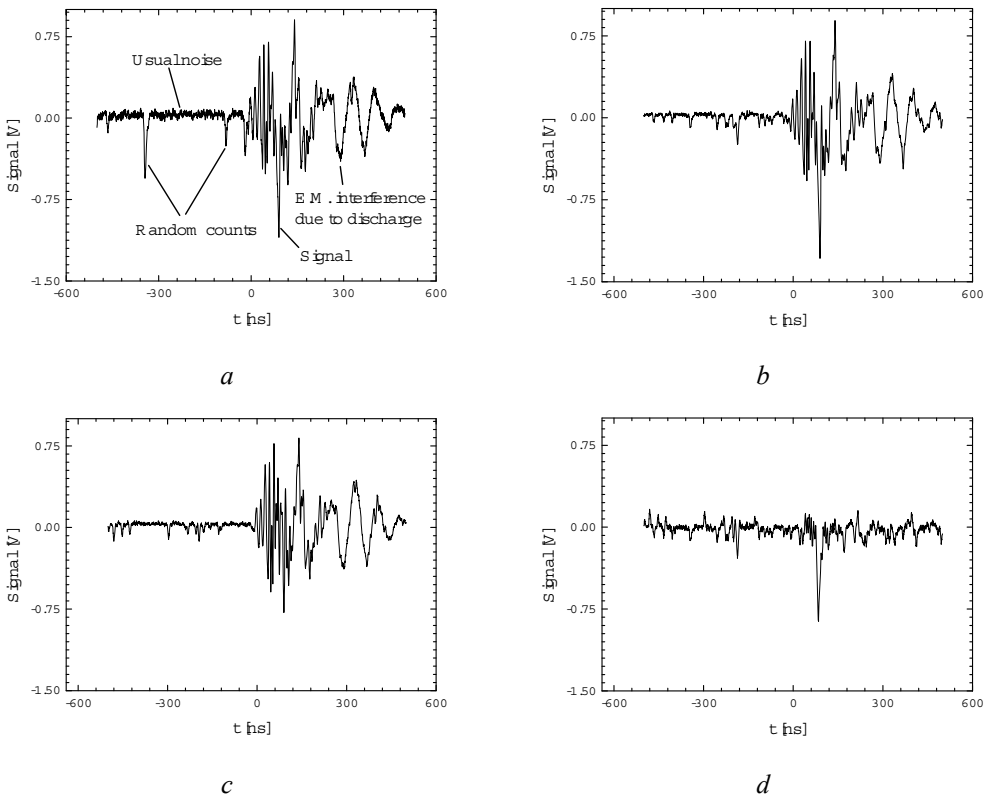 0.75
0.00
-0.75
-1.50
Signal [V]
-600 -300 0 300 600
t [ns]
Usual noise
Random counts
E.M. interference
due to discharge
Signal
a
0.75
0.00
-0.75
-1.50
Signal [V]
-600 -300 0 300 600
t [ns]
b
0.75
0.00
-0.75
-1.50
Signal [V]
-600 -300 0 300 600
t [ns]
c
0.75
0.00
-0.75
-1.50
Signal [V]
-600 -300 0 300 600
t [ns]
d